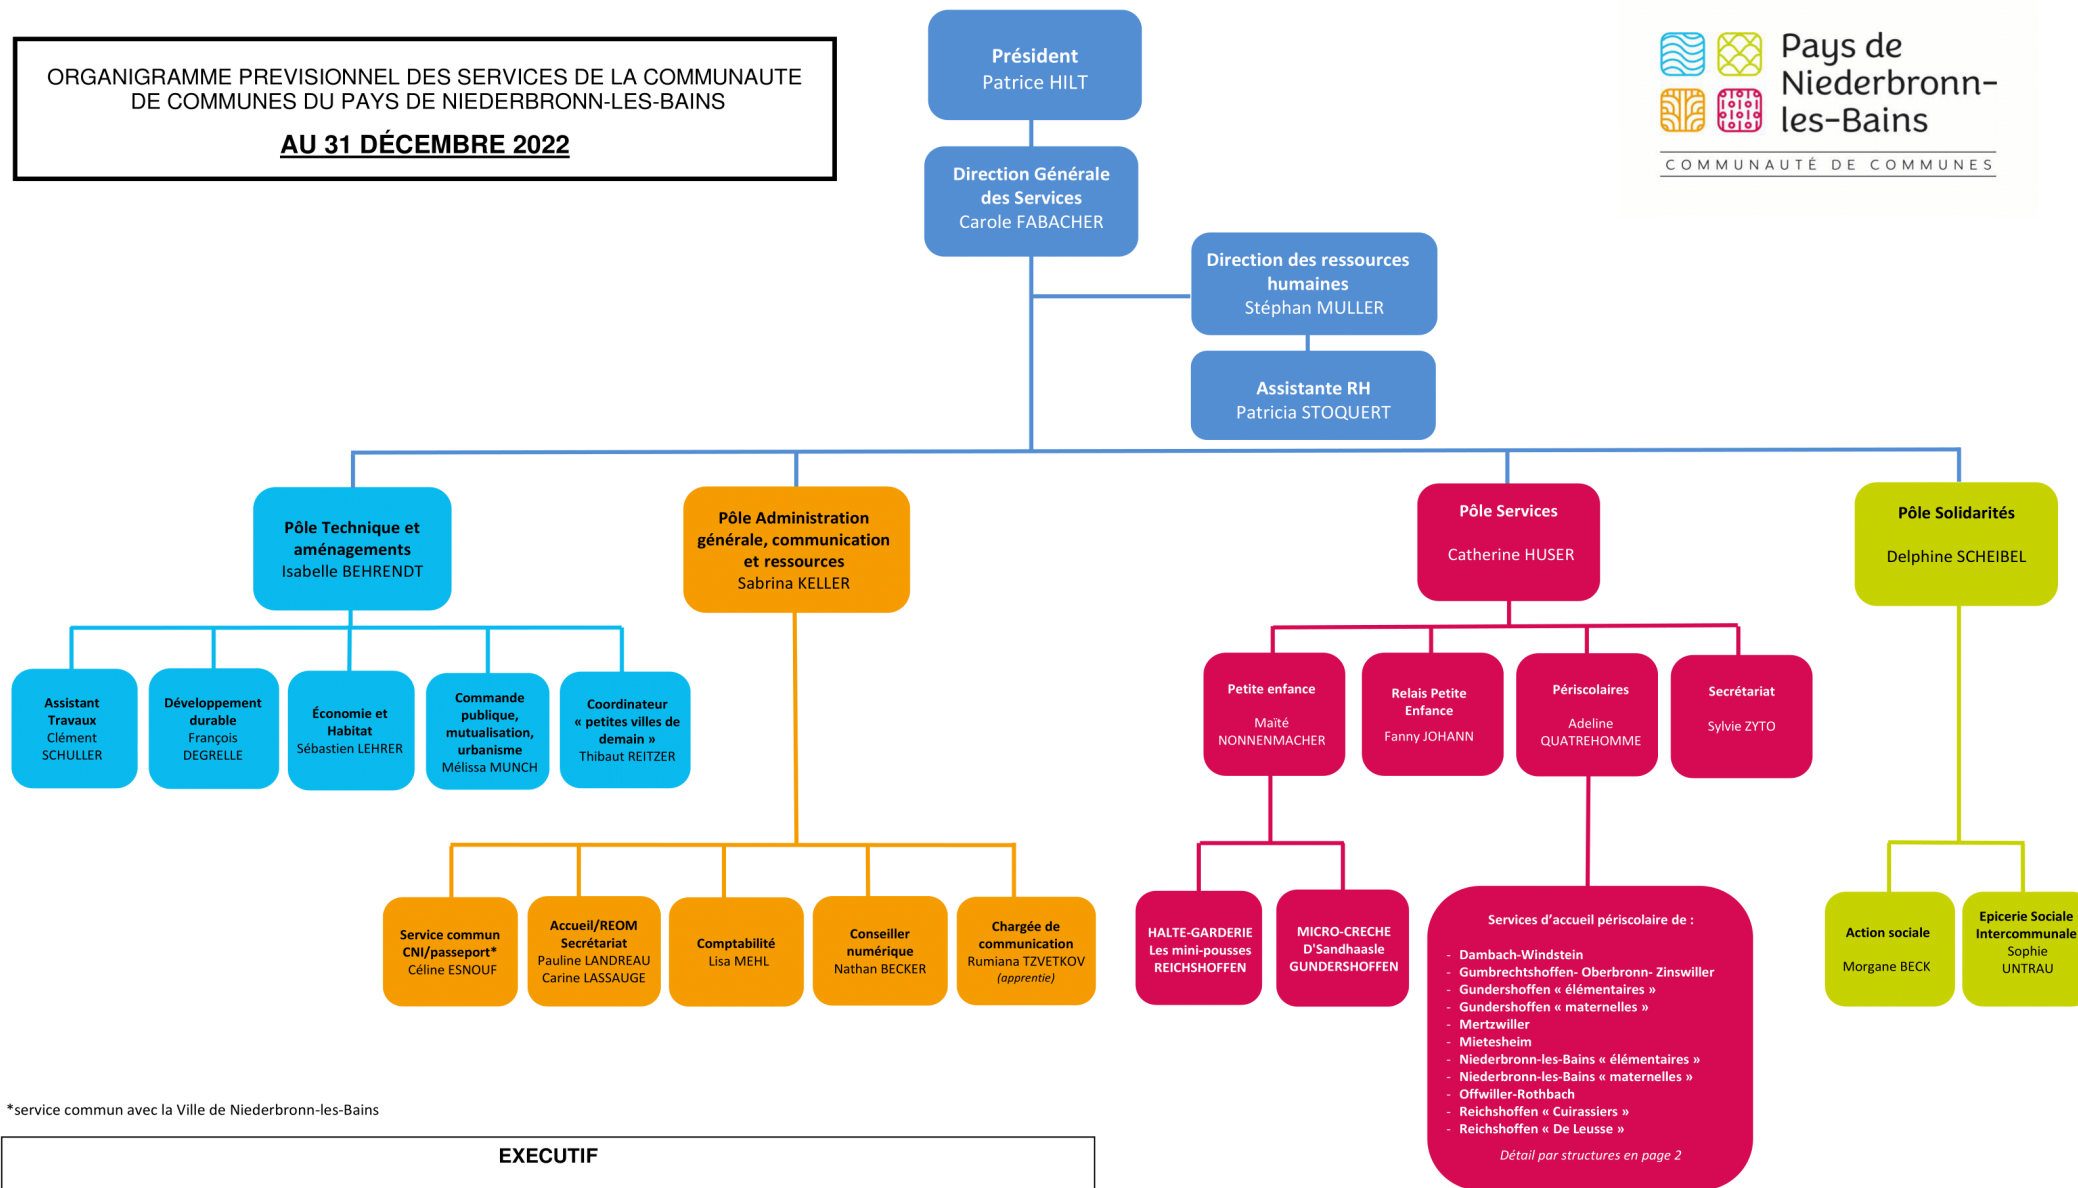 ORGANIGRAMME PREVISIONNEL DES SERVICES DE LA COMMUNAUTE
DE COMMUNES DU PAYS DE NIEDERBRONN-LES-BAINS
AU 31 DÉCEMBRE 2022
Président
Patrice HILT
Pays de
Niederbronn-
les-Bains
COMMUNAUTÉ DE COMMUNES
Direction Générale
des Services
Carole FABACHER
Direction des ressources
humaines
Stéphan MULLER
Assistante RH
Patricia STOQUERT
Pôle Technique et
aménagements
Isabelle BEHRENDT
Pôle Administration
générale, communication
et ressources
Sabrina KELLER
Pôle Services
Catherine HUSER
Pôle Solidarités
Delphine SCHEIBEL
Assistant
Travaux
Clément
SCHULLER
Développement
durable
François
DEGRELLE
Économie et
Habitat
Sébastien LEHRER
Commande
publique,
mutualisation,
urbanisme
Mélissa MUNCH
Coordinateur
« petites villes de
demain »
Thibaut REITZER
Petite enfance
Maïté
NONNENMACHER
Relais Petite
Enfance
Fanny JOHANN
Périscolaires
Adeline
QUATREHOMME
Secrétariat
Sylvie ZYTO
Service commun
CNI/passeport*
Céline ESNOUF
Accueil/REOM
Secrétariat
Pauline LANDREAU
Carine LASSAUGE
Comptabilité
Lisa MEHL
Conseiller
numérique
Nathan BECKER
Chargée de
communication
Rumiana TZVETKOV
(apprentie)
HALTE-GARDERIE
Les mini-pousses
REICHSHOFFEN
MICRO-CRECHE
D'Sandhaasle
GUNDERSHOFFEN
Services d'accueil périscolaire de :
- Dambach-Windstein
- Gumbrechtshoffen- Oberbronn- Zinswiller
- Gundershoffen « élémentaires »
- Gundershoffen « maternelles »
- Mertzwiller
- Mietesheim
- Niederbronn-les-Bains « élémentaires »
- Niederbronn-les-Bains « maternelles »
- Offwiller-Rothbach
- Reichshoffen « Cuirassiers »
- Reichshoffen « De Leusse »
Détail par structures en page 2
Action sociale
Morgane BECK
Epicerie Sociale
Intercommunale
Sophie
UNTRAU
*service commun avec la Ville de Niederbronn-les-Bains
EXECUTIF